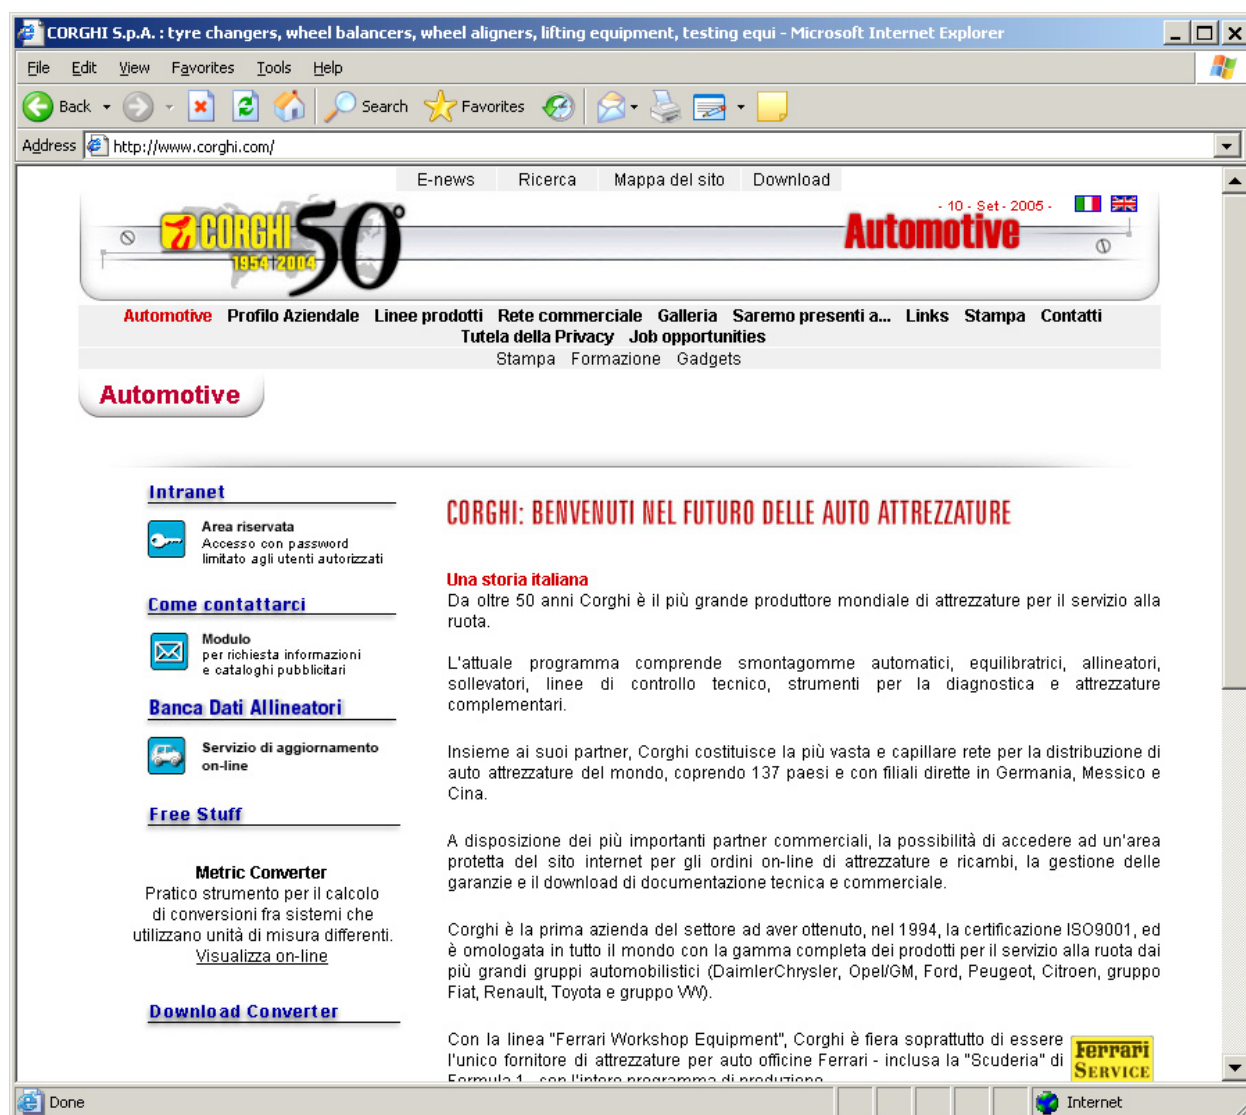 CORGHI S.p.A. : tyre changers, wheel balancers, wheel aligners, lifting equipment, testing equi - Microsoft Internet Explorer
File Edit View Favorites Tools Help
Back Search Favorites
Address http://www.corghi.com/
E-news Ricerca Mappa del sito Download
- 10 - Set - 2005 -
CORGHI 50°
1954 2004
Automotive
Automotive Profilo Aziendale Linee prodotti Rete commerciale Galleria Saremo presenti a... Links Stampa Contatti
Tutela della Privacy Job opportunities
Stampa Formazione Gadgets
Automotive
Intranet
Area riservata
Accesso con password
limitato agli utenti autorizzati
Come contattarci
Modulo
per richiesta informazioni
e cataloghi pubblicitari
Banca Dati Allineatori
Servizio di aggiornamento
on-line
Free Stuff
Metric Converter
Pratico strumento per il calcolo
di conversioni fra sistemi che
utilizzano unità di misura differenti.
Visualizza on-line
Download Converter
CORGHI: BENVENUTI NEL FUTURO DELLE AUTO ATTREZZATURE
Una storia italiana
Da oltre 50 anni Corghi è il più grande produttore mondiale di attrezzature per il servizio alla
ruota.
L'attuale programma comprende smontagomme automatici, equilibratrici, allineatori,
sollevatori, linee di controllo tecnico, strumenti per la diagnostica e attrezzature
complementari.
Insieme ai suoi partner, Corghi costituisce la più vasta e capillare rete per la distribuzione di
auto attrezzature del mondo, coprendo 137 paesi e con filiali dirette in Germania, Messico e
Cina.
A disposizione dei più importanti partner commerciali, la possibilità di accedere ad un'area
protetta del sito internet per gli ordini on-line di attrezzature e ricambi, la gestione delle
garanzie e il download di documentazione tecnica e commerciale.
Corghi è la prima azienda del settore ad aver ottenuto, nel 1994, la certificazione ISO9001, ed
è omologata in tutto il mondo con la gamma completa dei prodotti per il servizio alla ruota dai
più grandi gruppi automobilistici (DaimlerChrysler, Opel/GM, Ford, Peugeot, Citroen, gruppo
Fiat, Renault, Toyota e gruppo VW).
Con la linea "Ferrari Workshop Equipment", Corghi è fiera soprattutto di essere
l'unico fornitore di attrezzature per auto officine Ferrari - inclusa la "Scuderia" di
Formula 1 - con l'intero programma di produzione
Ferrari
SERVICE
Done Internet